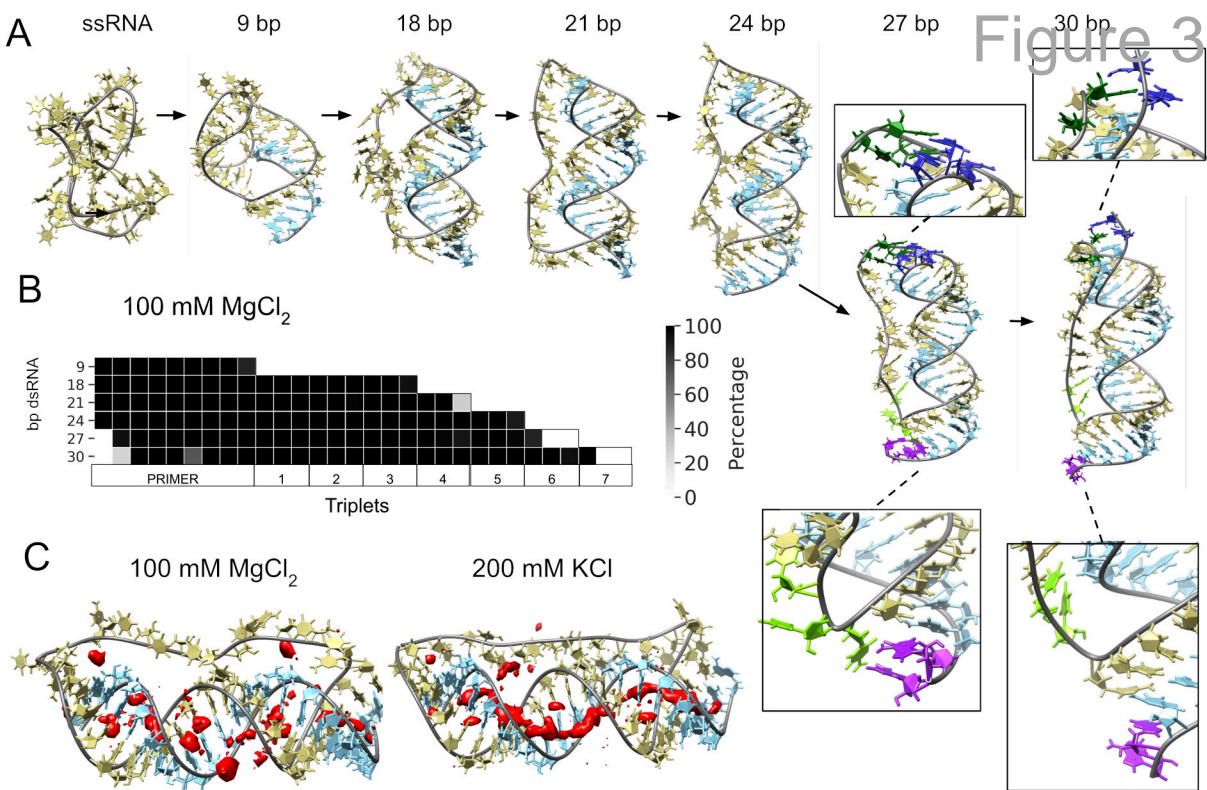 Figure 3
A ssRNA 9 bp 18 bp 21 bp 24 bp 27 bp 30 bp
B
100 mM MgCl2
bp dsRNA
9
18
21
24
27
30
PRIMER 1 2 3 4 5 6 7
Triplets
100
80
60
40
20
0
Percentage
C
100 mM MgCl2 200 mM KCl